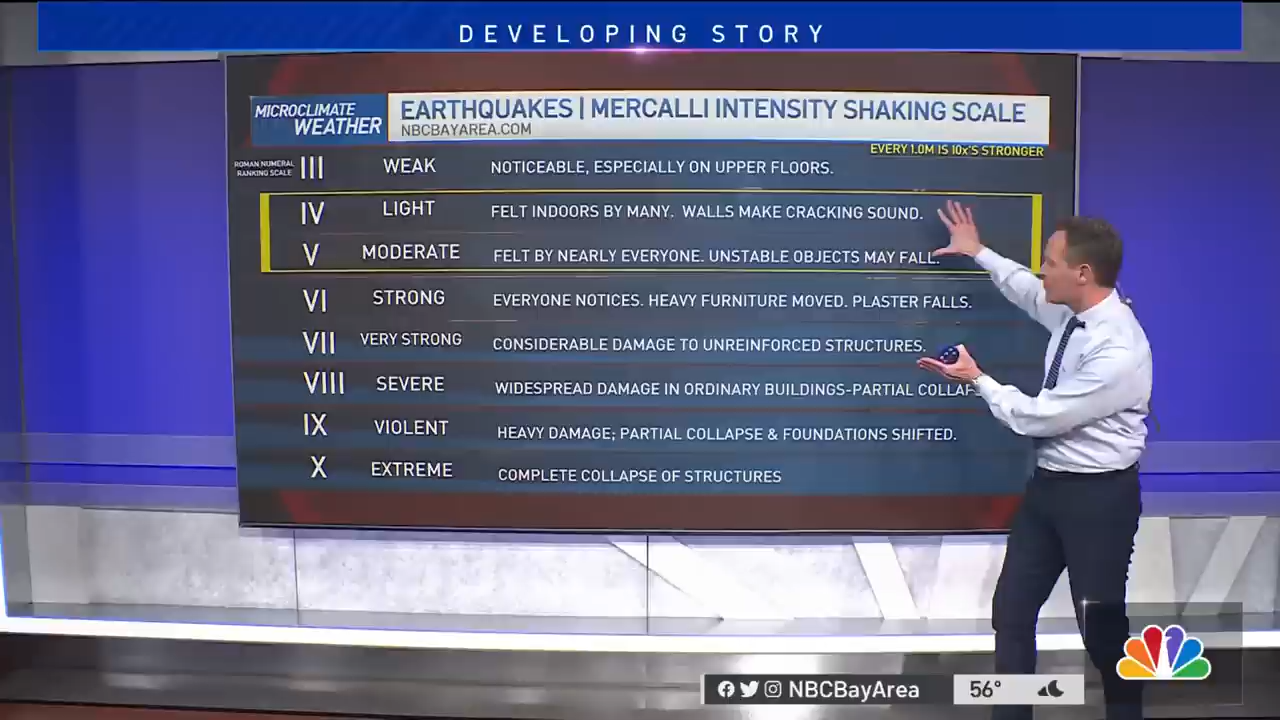 DEVELOPING STORY
MICROCLIMATE
WEATHER
EARTHQUAKES | MERCALLI INTENSITY SHAKING SCALE
NBCBAYAREA.COM
EVERY 1.0M IS 10x'S STRONGER
ROMAN NUMERAL
RANKING SCALE
III WEAK NOTICEABLE, ESPECIALLY ON UPPER FLOORS.
IV LIGHT FELT INDOORS BY MANY. WALLS MAKE CRACKING SOUND.
V MODERATE FELT BY NEARLY EVERYONE. UNSTABLE OBJECTS MAY FALL.
VI STRONG EVERYONE NOTICES. HEAVY FURNITURE MOVED. PLASTER FALLS.
VII VERY STRONG CONSIDERABLE DAMAGE TO UNREINFORCED STRUCTURES.
VIII SEVERE WIDESPREAD DAMAGE IN ORDINARY BUILDINGS-PARTIAL
IX VIOLENT HEAVY DAMAGE; PARTIAL COLLAPSE & FOUNDATIONS SHIFTED.
X EXTREME COMPLETE COLLAPSE OF STRUCTURES
NBCBayArea
56°